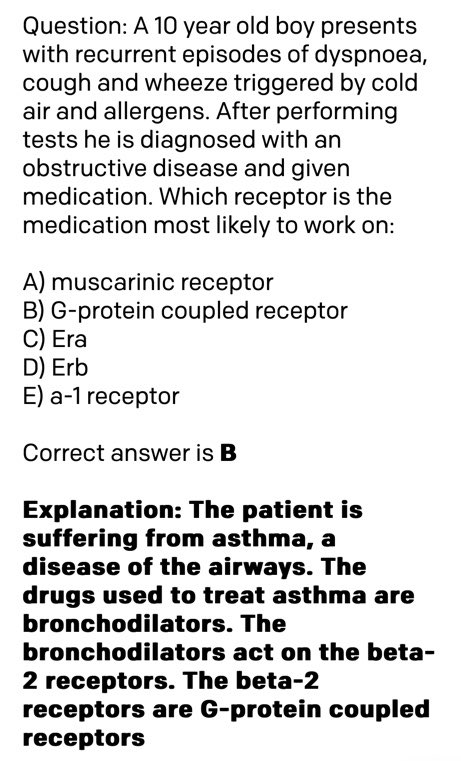 Question: A 10 year old boy presents
with recurrent episodes of dyspnoea,
cough and wheeze triggered by cold
air and allergens. After performing
tests he is diagnosed with an
obstructive disease and given
medication. Which receptor is the
medication most likely to work on:
A) muscarinic receptor
B) G-protein coupled receptor
C) Era
D) Erb
E) a-1 receptor
Correct answer is B
Explanation: The patient is
suffering from asthma, a
disease of the airways. The
drugs used to treat asthma are
bronchodilators. The
bronchodilators act on the beta-
2 receptors. The beta-2
receptors are G-protein coupled
receptors